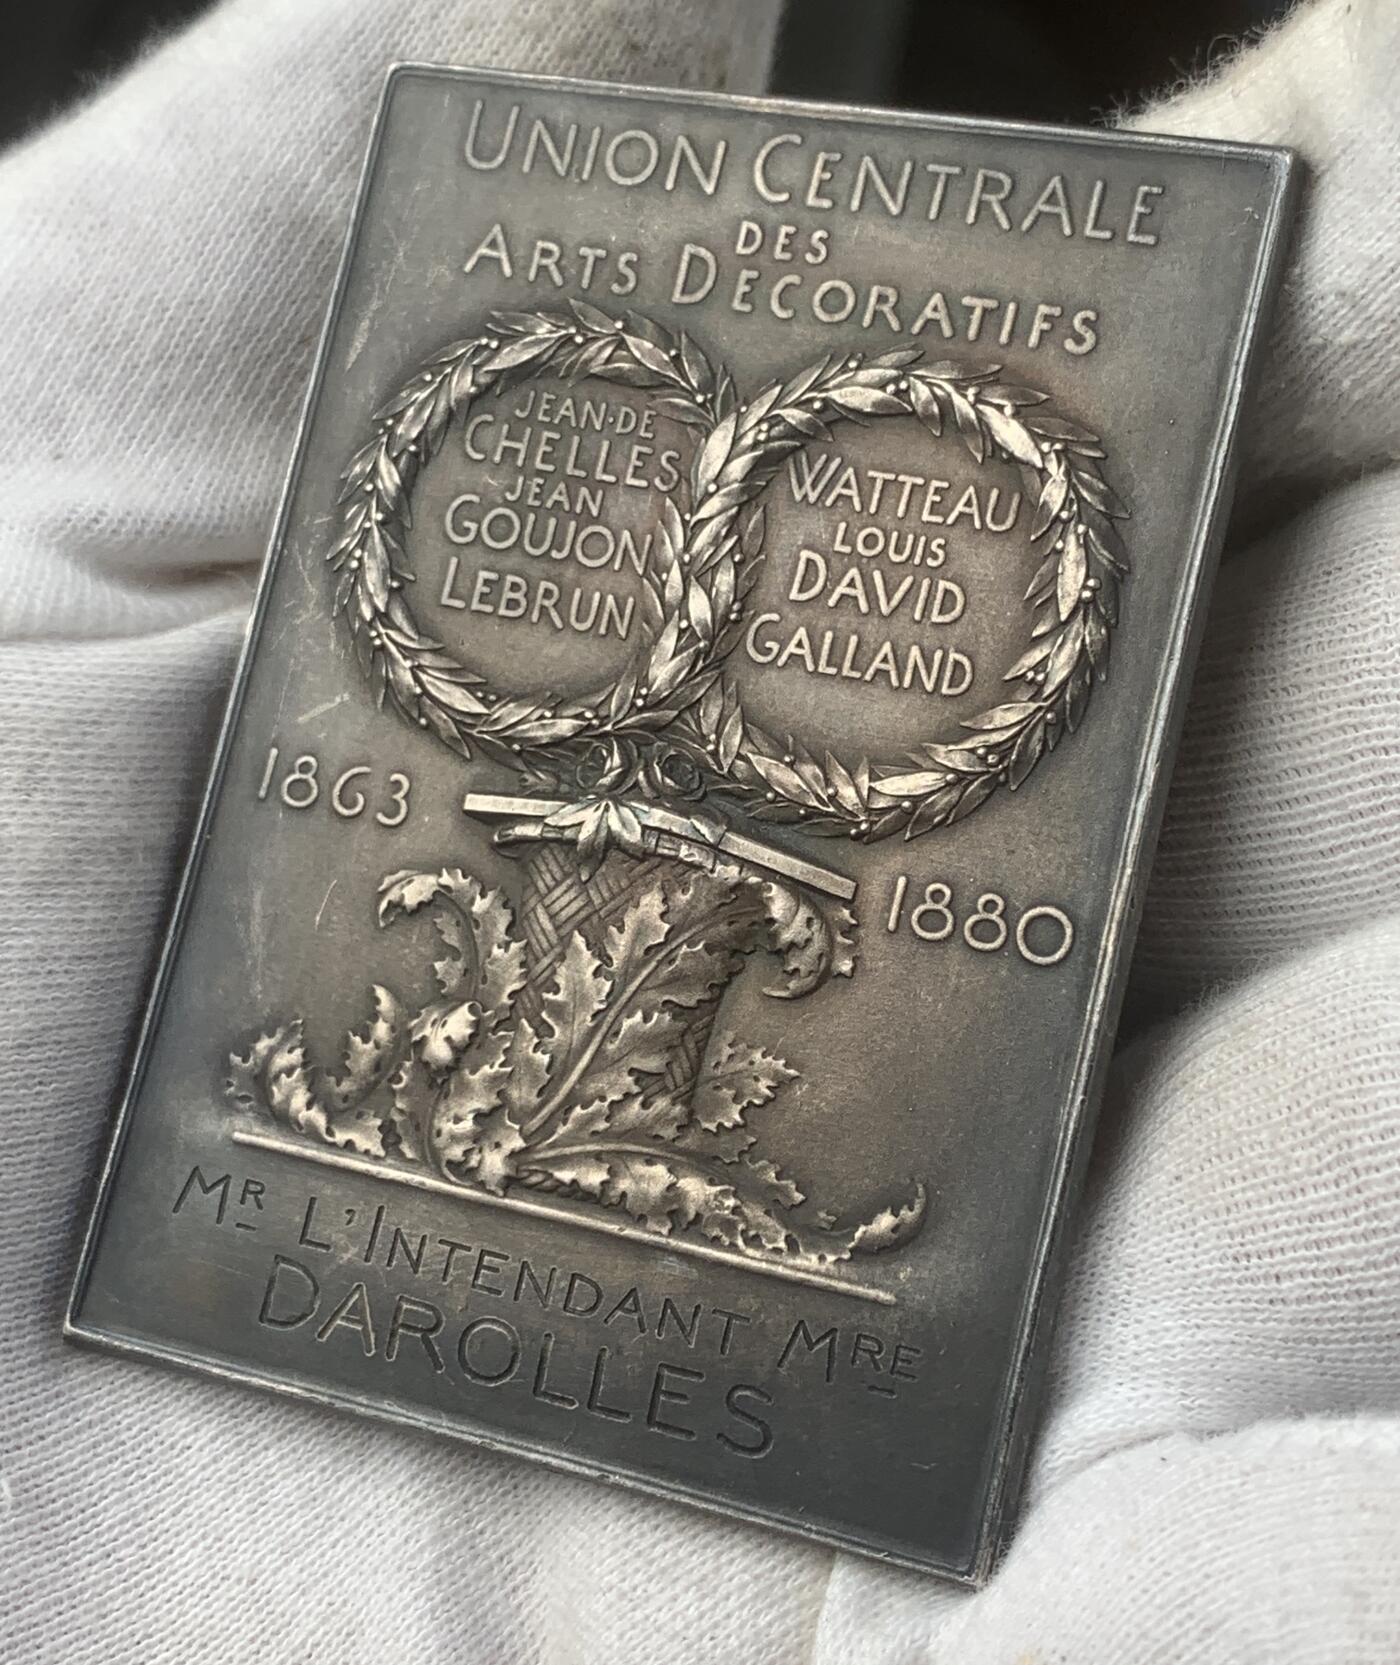 UNION CENTRALE
DES
ARTS DECORATIFS
JEAN·DE
CHELLES
JEAN
GOUJON
LEBRUN
WATTEAU
LOUIS
DAVID
GALLAND
1863
1880
MR L'INTENDANT MRE
DAROLLES